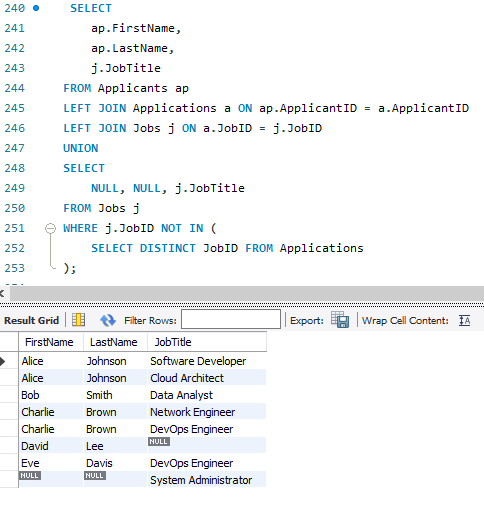 240 SELECT
241 ap.FirstName,
242 ap.LastName,
243 j.JobTitle
244 FROM Applicants ap
245 LEFT JOIN Applications a ON ap.ApplicantID = a.ApplicantID
246 LEFT JOIN Jobs j ON a.JobID = j.JobID
247 UNION
248 SELECT
249 NULL, NULL, j.JobTitle
250 FROM Jobs j
251 WHERE j.JobID NOT IN (
252 SELECT DISTINCT JobID FROM Applications
253 );
Result Grid Filter Rows: Export: Wrap Cell Content:
FirstName LastName JobTitle
Alice Johnson Software Developer
Alice Johnson Cloud Architect
Bob Smith Data Analyst
Charlie Brown Network Engineer
Charlie Brown DevOps Engineer
David Lee NULL
Eve Davis DevOps Engineer
NULL NULL System Administrator